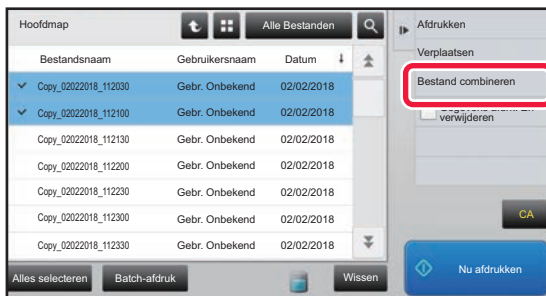 Hoofdmap
Alle Bestanden
Bestandsnaam Gebruikersnaam Datum
Copy_02022018_112030 Gebr. Onbekend 02/02/2018
Copy_02022018_112100 Gebr. Onbekend 02/02/2018
Copy_02022018_112130 Gebr. Onbekend 02/02/2018
Copy_02022018_112200 Gebr. Onbekend 02/02/2018
Copy_02022018_112230 Gebr. Onbekend 02/02/2018
Copy_02022018_112300 Gebr. Onbekend 02/02/2018
Copy_02022018_112330 Gebr. Onbekend 02/02/2018
Alles selecteren
Batch-afdruk
Wissen
Afdrukken
Verplaatsen
Bestand combineren
verwijderen
CA
Nu afdrukken